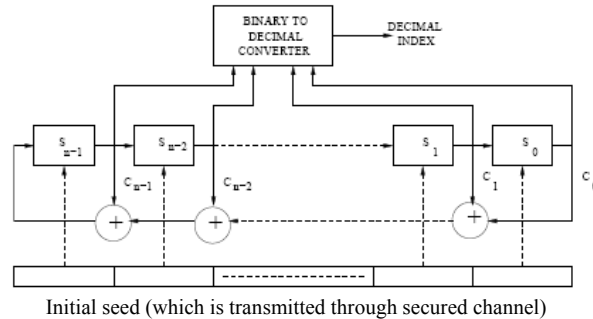 BINARY TO
DECIMAL
CONVERTER
DECIMAL
INDEX
S n-1
S n-2
S 1
S 0
C n-1
C n-2
C 1
C
+
+
+
Initial seed (which is transmitted through secured channel)